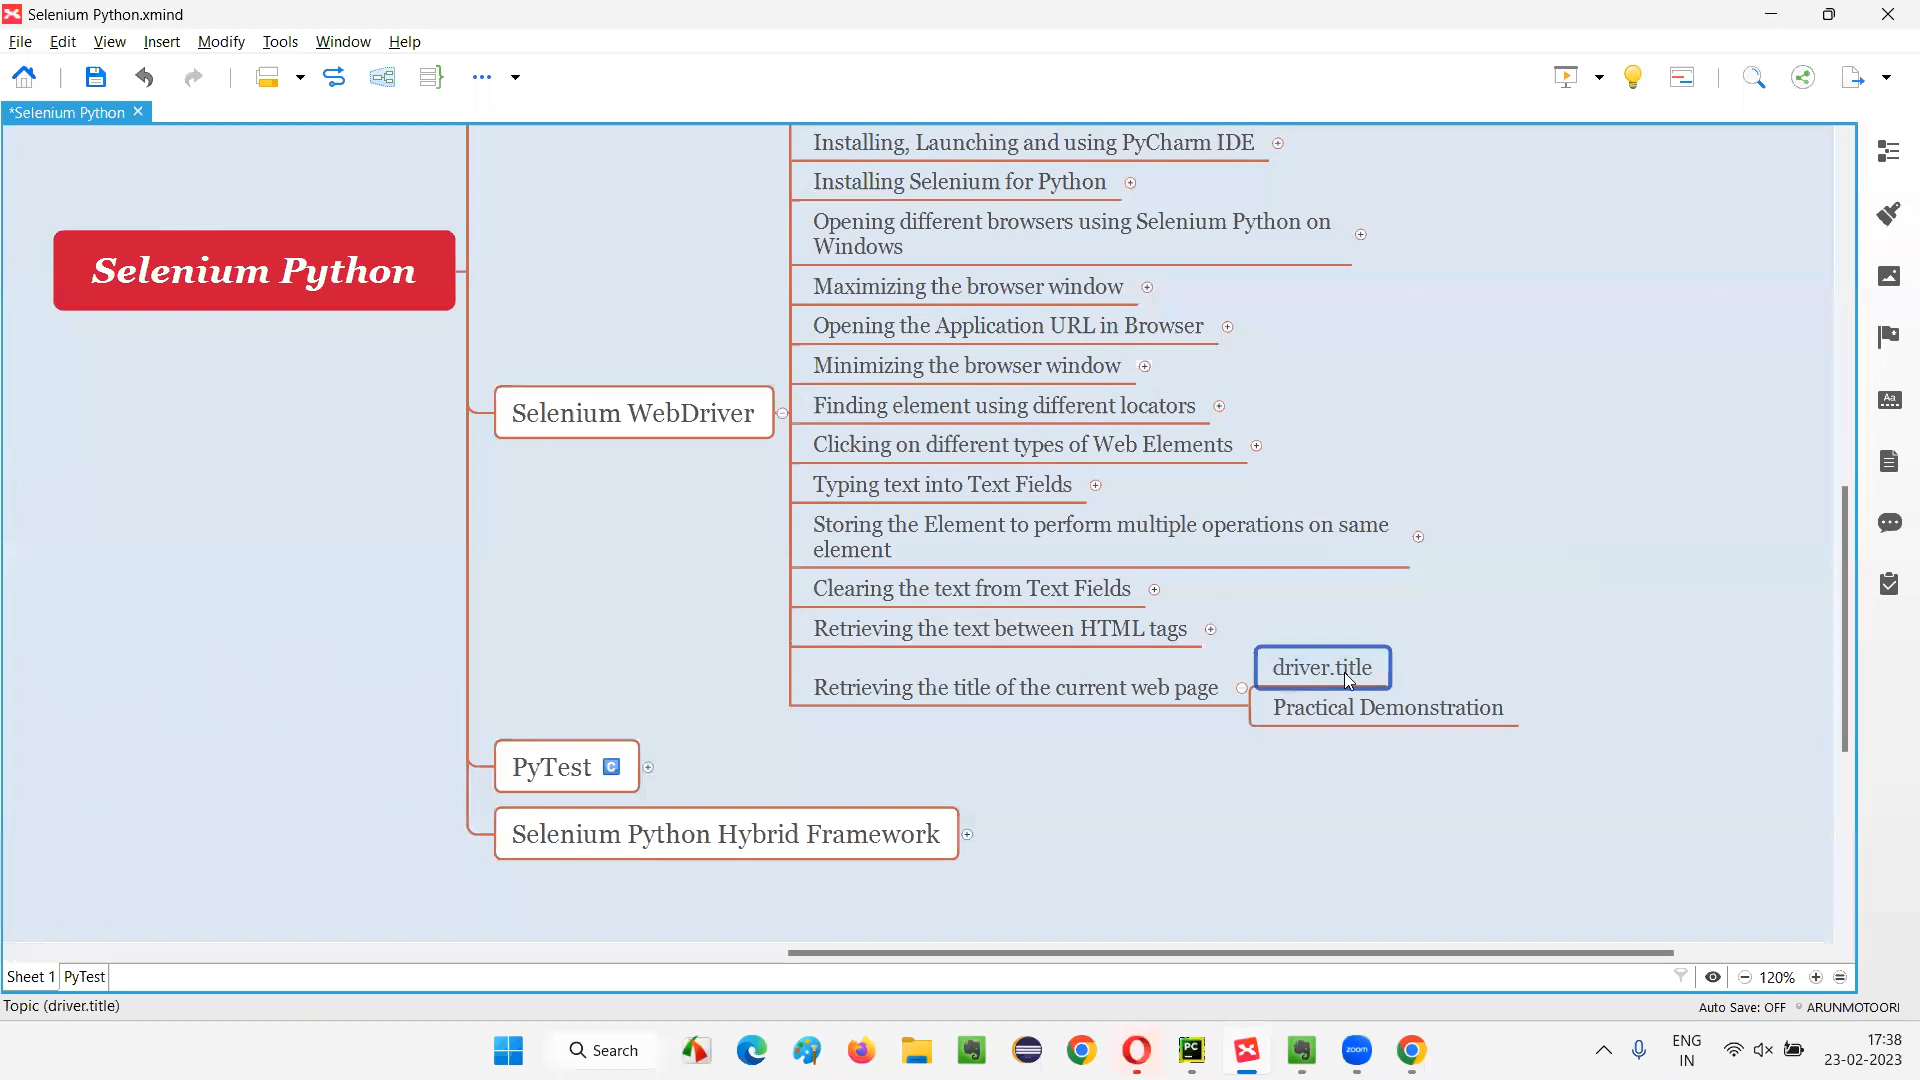 Selenium Python.xmind
File Edit View Insert Modify Tools Window Help
*Selenium Python
Installing, Launching and using PyCharm IDE
Installing Selenium for Python
Opening different browsers using Selenium Python on
Windows
Maximizing the browser window
Opening the Application URL in Browser
Minimizing the browser window
Finding element using different locators
Clicking on different types of Web Elements
Typing text into Text Fields
Storing the Element to perform multiple operations on same
element
Clearing the text from Text Fields
Retrieving the text between HTML tags
Retrieving the title of the current web page
driver.title
Practical Demonstration
Selenium Python
Selenium WebDriver
PyTest
Selenium Python Hybrid Framework
Sheet 1 PyTest
120%
Topic (driver.title)
Auto Save: OFF ARUNMOTOORI
Search
zoom
PC
ENG
IN
17:38
23-02-2023
Aa
C